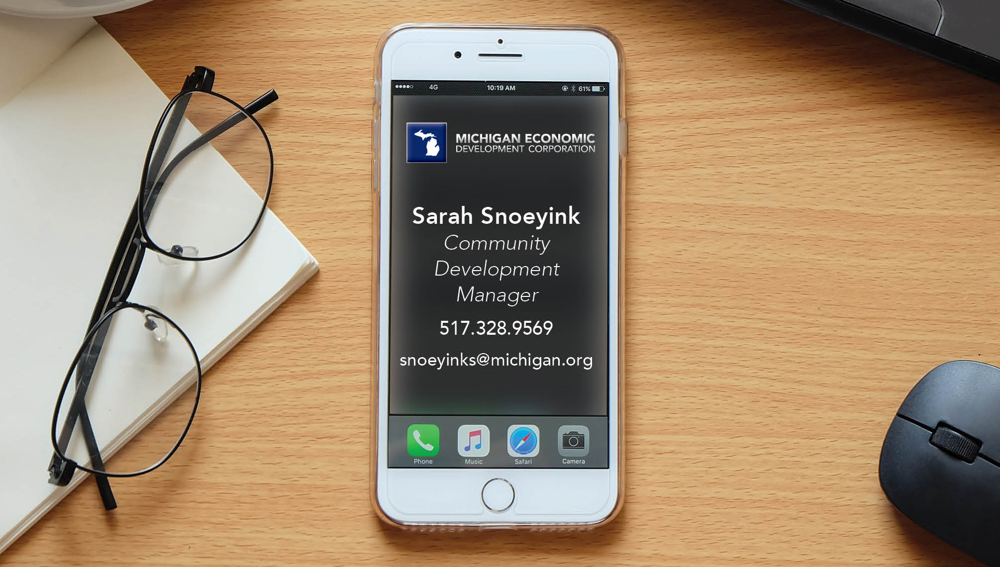 4G 10:19 AM 61%
MICHIGAN ECONOMIC
DEVELOPMENT CORPORATION
Sarah Snoeyink
Community
Development
Manager
517.328.9569
snoeyinks@michigan.org
Phone Music Safari Camera